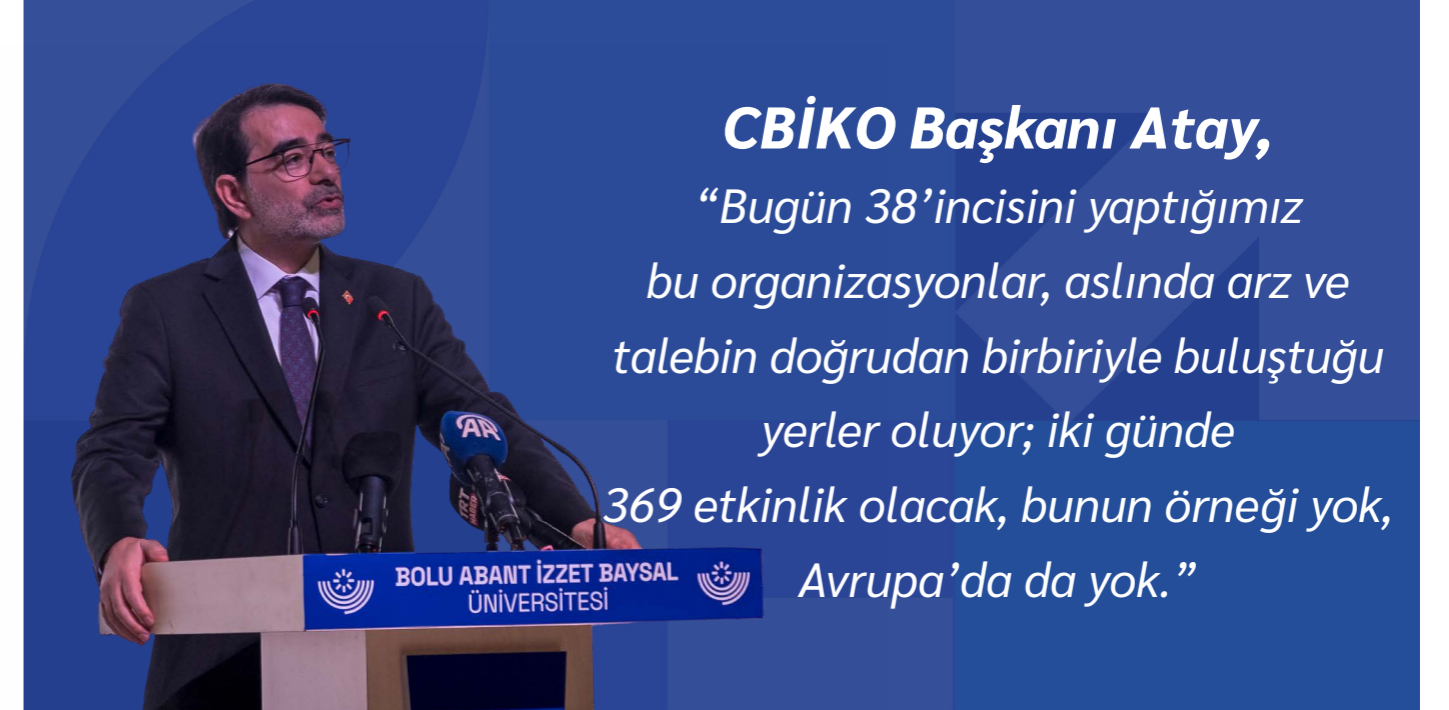 CBİKO Başkanı Atay,
“Bugün 38’incisini yaptığımız
bu organizasyonlar, aslında arz ve
talebin doğrudan birbiriyle buluştuğu
yerler oluyor; iki günde
369 etkinlik olacak, bunun örneği yok,
Avrupa’da da yok.”
AA
TRT
HABER
BOLU ABANT İZZET BAYSAL
ÜNİVERSİTESİ